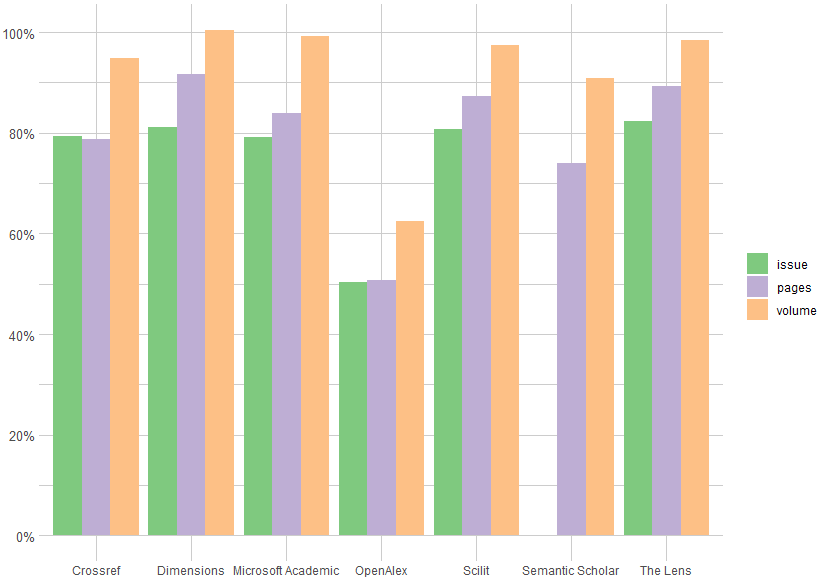 100%
80%
60%
40%
20%
0%
Crossref Dimensions Microsoft Academic OpenAlex Scilit Semantic Scholar The Lens
issue
pages
volume